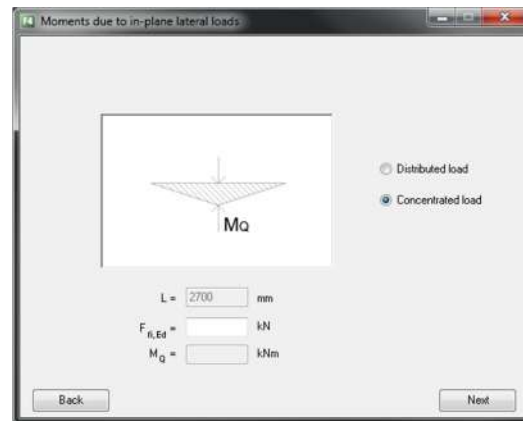 Moments due to in-plane lateral loads
Distributed load
Concentrated load
MQ
L = 2700 mm
Ffi,Ed = kN
MQ = kNm
Back
Next